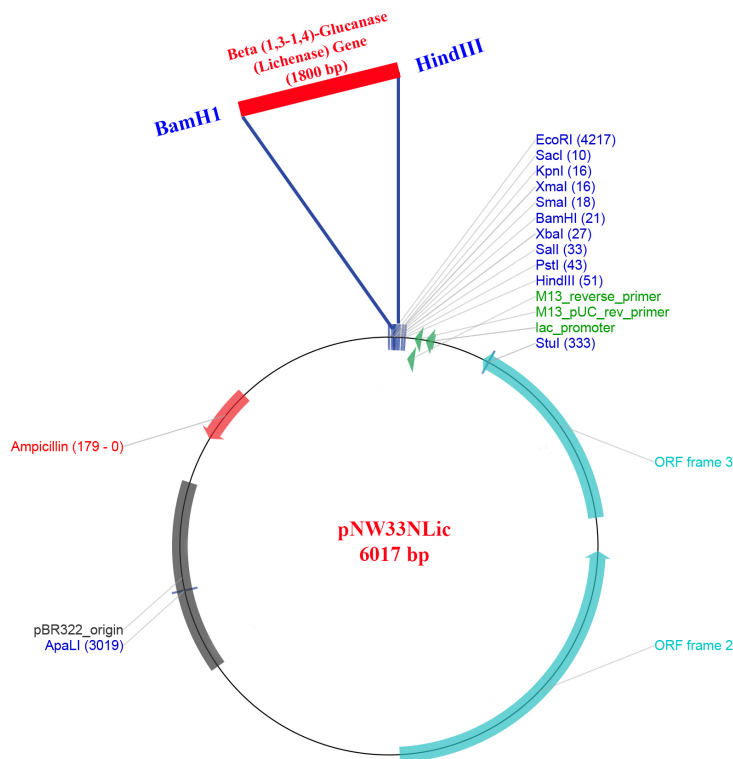 Beta (1,3-1,4)-Glucanase
(Lichenase) Gene
(1800 bp)
HindIII
BamH1
EcoRI (4217)
SacI (10)
KpnI (16)
XmaI (16)
SmaI (18)
BamHI (21)
XbaI (27)
SalI (33)
PstI (43)
HindIII (51)
M13_reverse_primer
M13_pUC_rev_primer
lac_promoter
StuI (333)
Ampicillin (179 - 0)
ORF frame 3
pNW33NLic
6017 bp
pBR322_origin
ApaLI (3019)
ORF frame 2